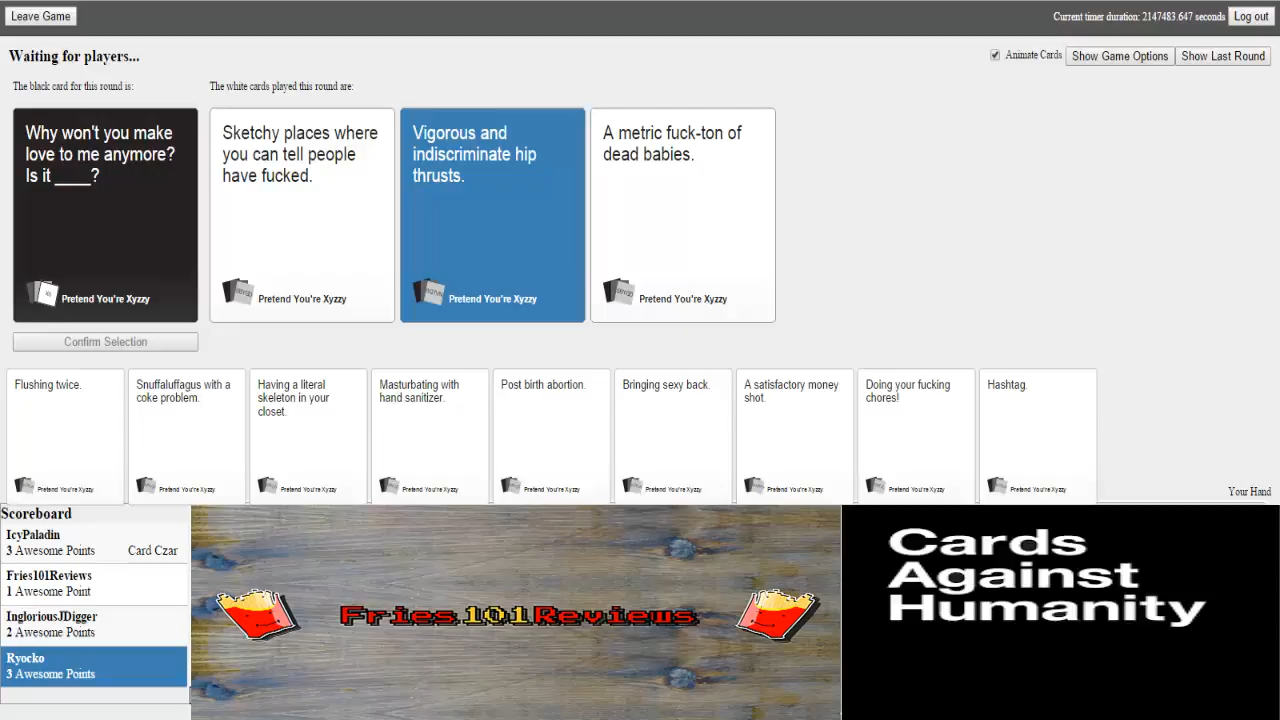 Leave Game
Current timer duration: 2147483.647 seconds
Log out
Waiting for players...
Animate Cards
Show Game Options
Show Last Round
The black card for this round is:
The white cards played this round are:
Why won't you make
love to me anymore?
Is it ____?
Pretend You're Xyzzy
Sketchy places where
you can tell people
have fucked.
Pretend You're Xyzzy
Vigorous and
indiscriminate hip
thrusts.
Pretend You're Xyzzy
A metric fuck-ton of
dead babies.
Pretend You're Xyzzy
Confirm Selection
Flushing twice.
Pretend You're Xyzzy
Snuffaluffagus with a
coke problem.
Pretend You're Xyzzy
Having a literal
skeleton in your
closet.
Pretend You're Xyzzy
Masturbating with
hand sanitizer.
Pretend You're Xyzzy
Post birth abortion.
Pretend You're Xyzzy
Bringing sexy back.
Pretend You're Xyzzy
A satisfactory money
shot.
Pretend You're Xyzzy
Doing your fucking
chores!
Pretend You're Xyzzy
Hashtag.
Pretend You're Xyzzy
Your Hand
Scoreboard
IcyPaladin
3 Awesome Points
Card Czar
Fries101Reviews
1 Awesome Point
IngloriousJDigger
2 Awesome Points
Ryocko
3 Awesome Points
Fries101Reviews
Cards
Against
Humanity